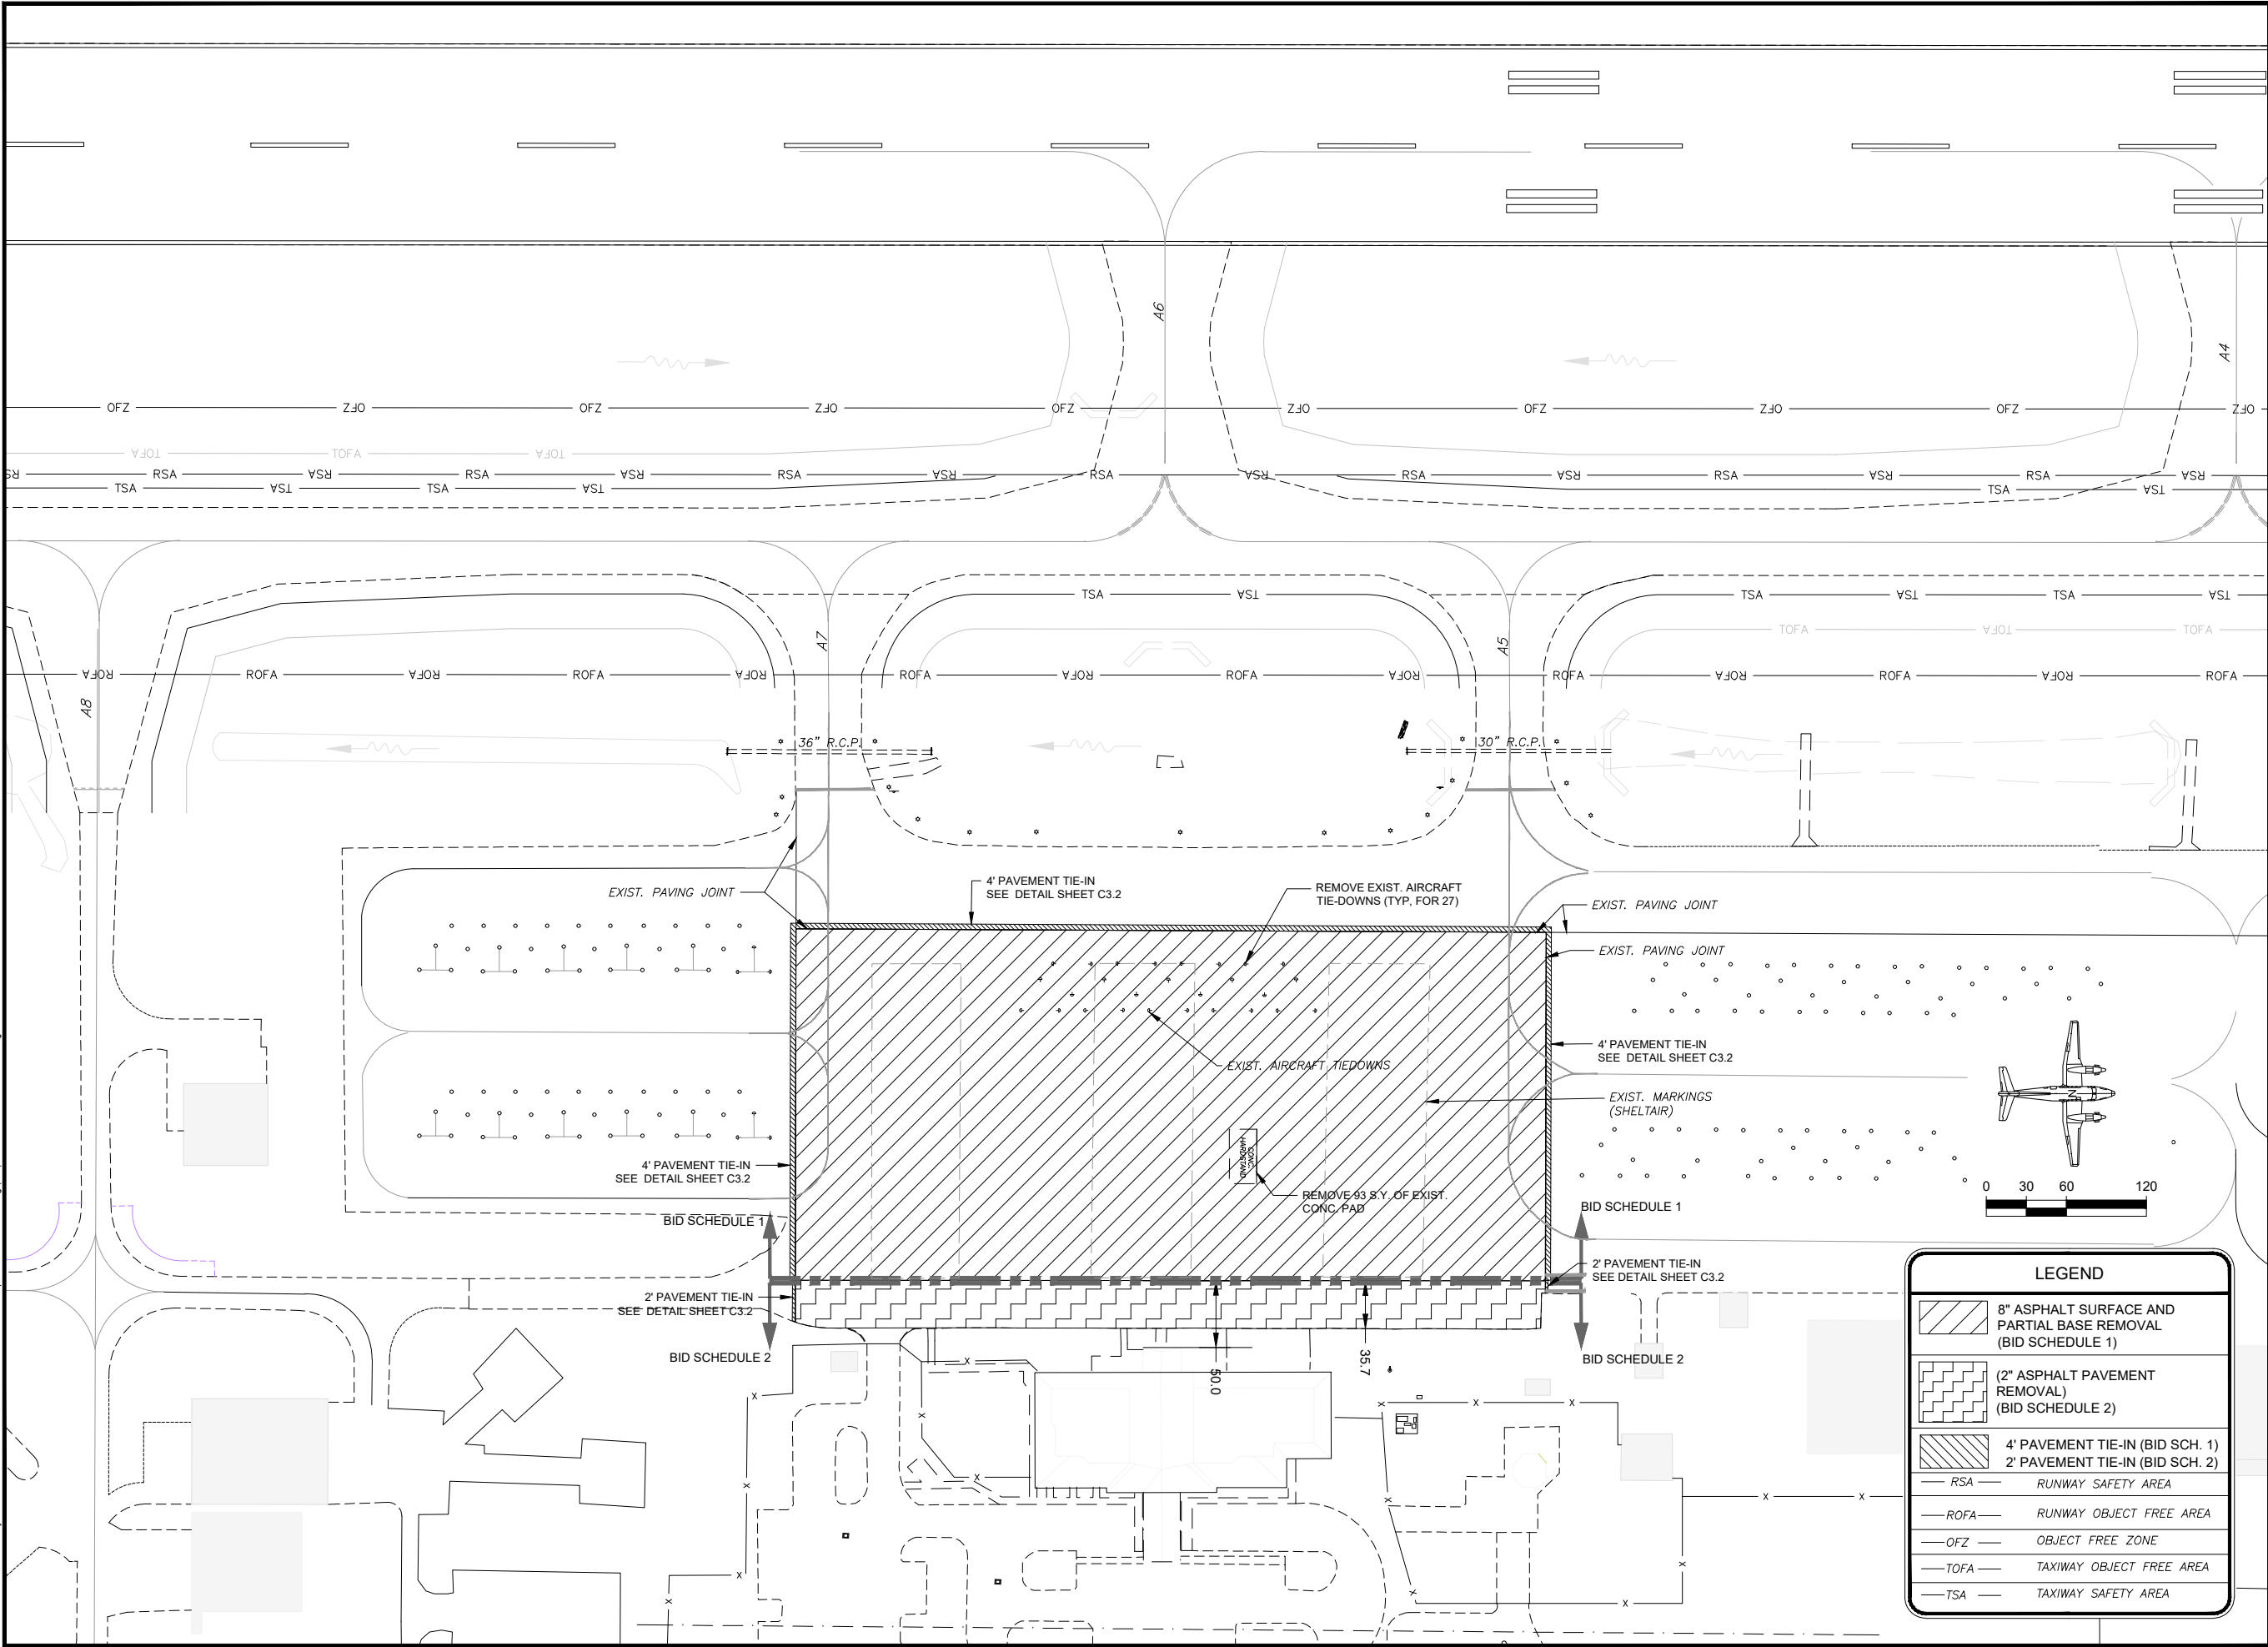 A6
A4
OFZ OFZ OFZ OFZ OFZ OFZ OFZ OFZ OFZ OFZ
TOFA TOFA TOFA
RSA RSA RSA RSA RSA RSA RSA RSA RSA RSA RSA RSA RSA RSA RSA
TSA TSA TSA TSA TSA TSA
TSA TSA TSA TSA TSA TSA
A7
A5
TOFA TOFA TOFA
ROFA ROFA ROFA ROFA ROFA ROFA ROFA ROFA ROFA ROFA ROFA ROFA ROFA ROFA
A8
36" R.C.P.
30" R.C.P.
EXIST. PAVING JOINT
4' PAVEMENT TIE-IN
SEE DETAIL SHEET C3.2
REMOVE EXIST. AIRCRAFT
TIE-DOWNS (TYP, FOR 27)
EXIST. PAVING JOINT
EXIST. PAVING JOINT
4' PAVEMENT TIE-IN
SEE DETAIL SHEET C3.2
EXIST. AIRCRAFT TIEDOWNS
EXIST. MARKINGS
(SHELTAIR)
CONC.
HARDSTAND
4' PAVEMENT TIE-IN
SEE DETAIL SHEET C3.2
REMOVE 93 S.Y. OF EXIST.
CONC. PAD
0 30 60 120
BID SCHEDULE 1
BID SCHEDULE 1
2' PAVEMENT TIE-IN
SEE DETAIL SHEET C3.2
2' PAVEMENT TIE-IN
SEE DETAIL SHEET C3.2
BID SCHEDULE 2
BID SCHEDULE 2
50.0
35.7
X X X X X X X X X X X X X X X X X
LEGEND
8" ASPHALT SURFACE AND
PARTIAL BASE REMOVAL
(BID SCHEDULE 1)
(2" ASPHALT PAVEMENT
REMOVAL)
(BID SCHEDULE 2)
4' PAVEMENT TIE-IN (BID SCH. 1)
2' PAVEMENT TIE-IN (BID SCH. 2)
RSA RUNWAY SAFETY AREA
ROFA RUNWAY OBJECT FREE AREA
OFZ OBJECT FREE ZONE
TOFA TAXIWAY OBJECT FREE AREA
TSA TAXIWAY SAFETY AREA